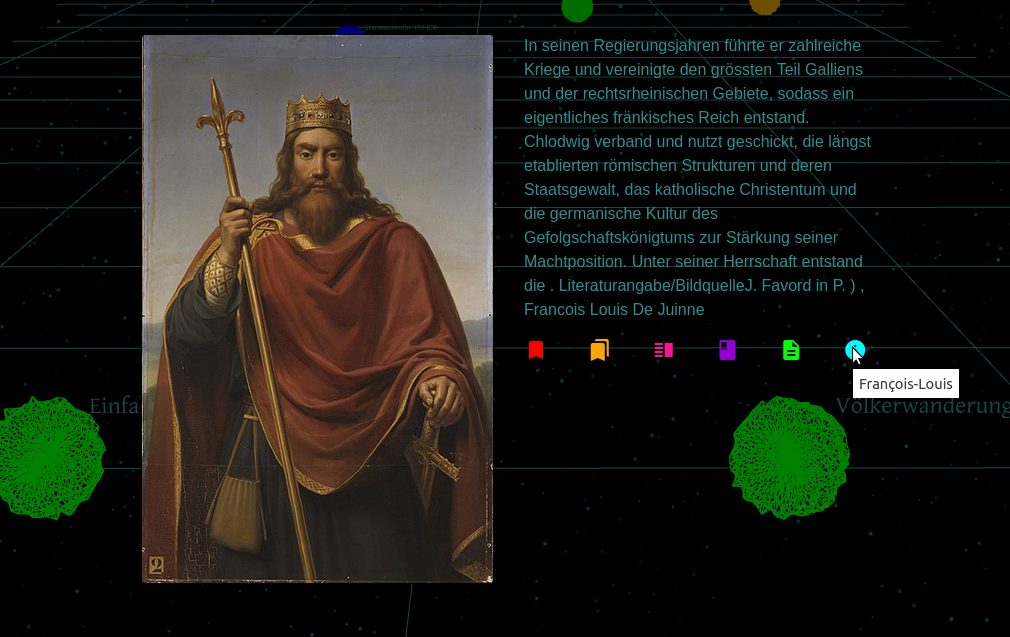 In seinen Regierungsjahren führte er zahlreiche
Kriege und vereinigte den grössten Teil Galliens
und der rechtsrheinischen Gebiete, sodass ein
eigentliches fränkisches Reich entstand.
Chlodwig verband und nutzt geschickt, die längst
etablierten römischen Strukturen und deren
Staatsgewalt, das katholische Christentum und
die germanische Kultur des
Gefolgschaftskönigtums zur Stärkung seiner
Machtposition. Unter seiner Herrschaft entstand
die . Literaturangabe/BildquelleJ. Favord in P. ) ,
Francois Louis De Juinne
François-Louis
Einfa
Völkerwanderung
2